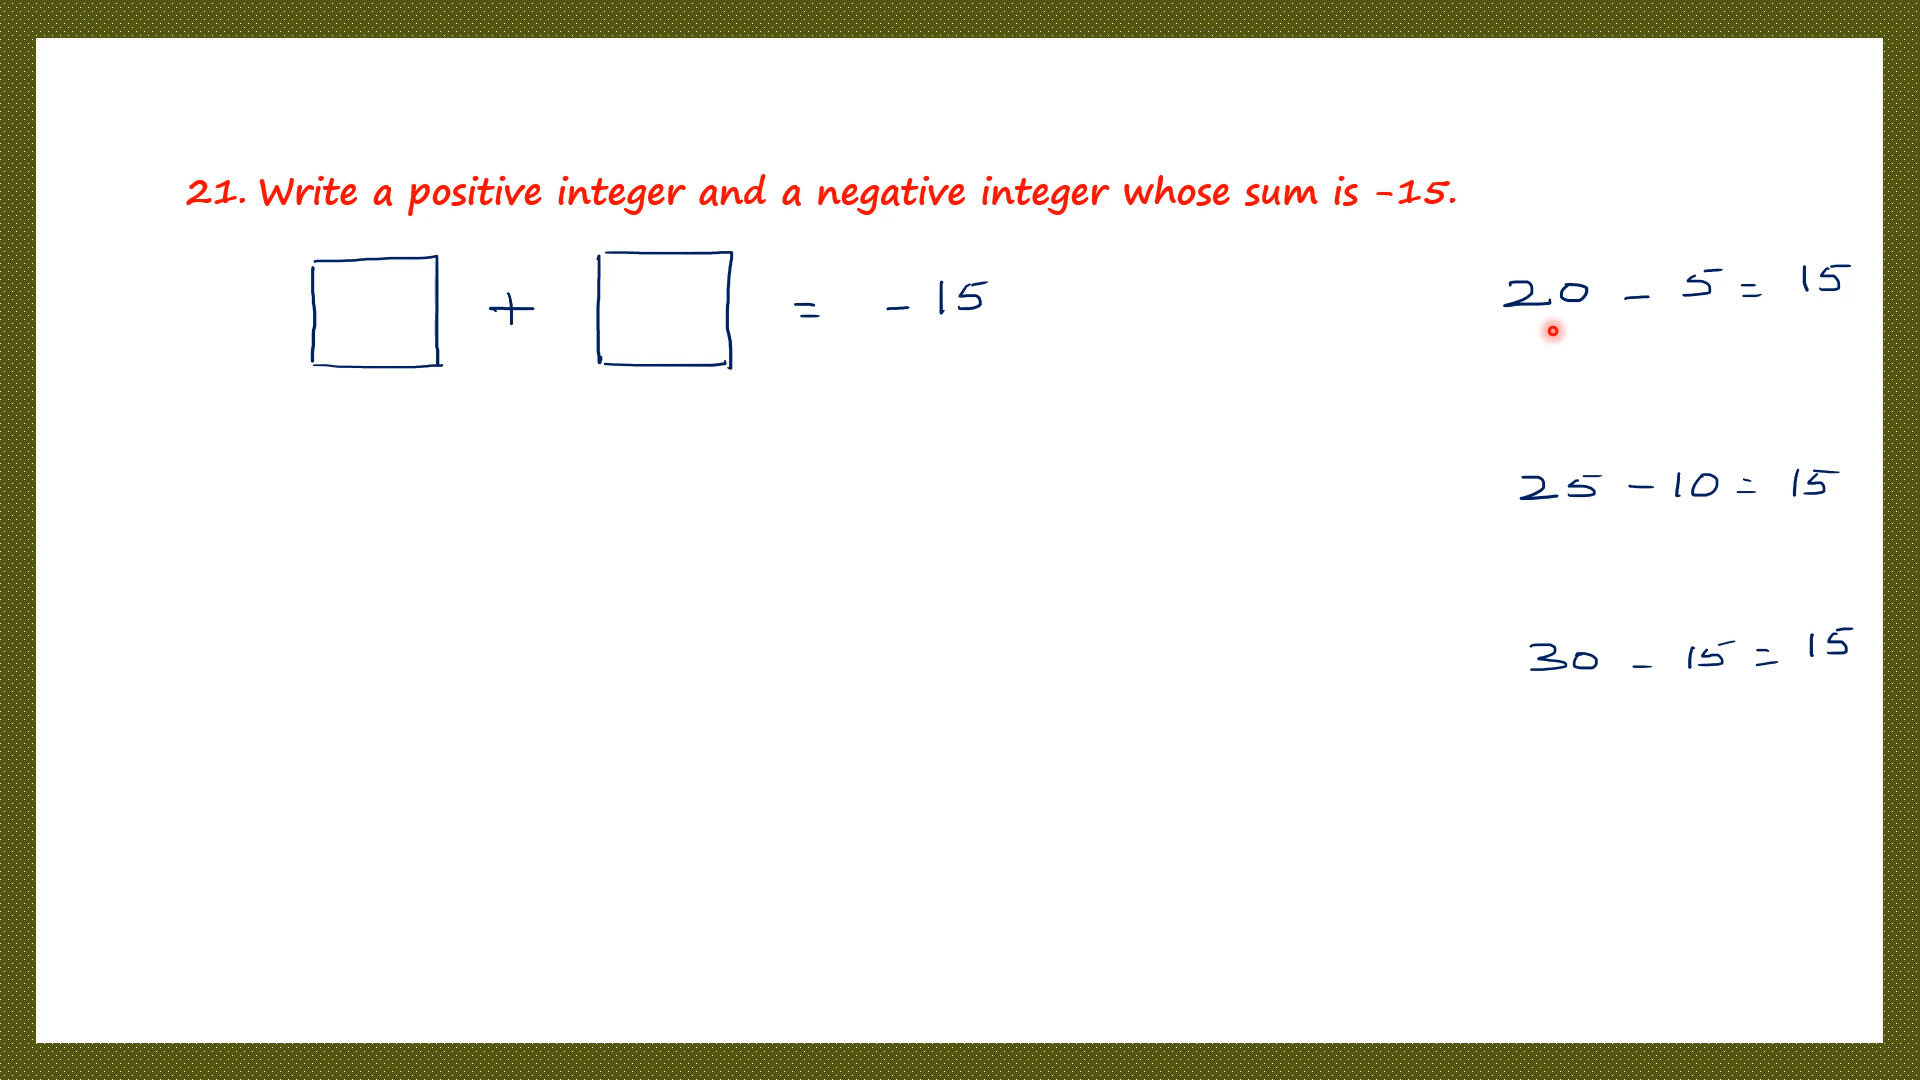 21. Write a positive integer and a negative integer whose sum is -15.
+ = - 15
20 - 5 = 15
25 - 10 = 15
30 - 15 = 15